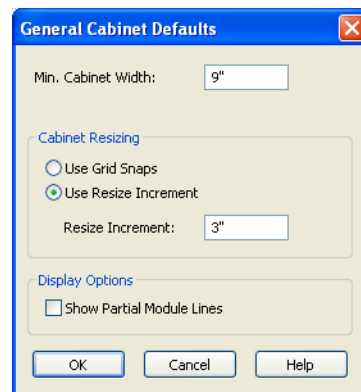 General Cabinet Defaults
Min. Cabinet Width: 9"
Cabinet Resizing
Use Grid Snaps
Use Resize Increment
Resize Increment: 3"
Display Options
Show Partial Module Lines
OK Cancel Help